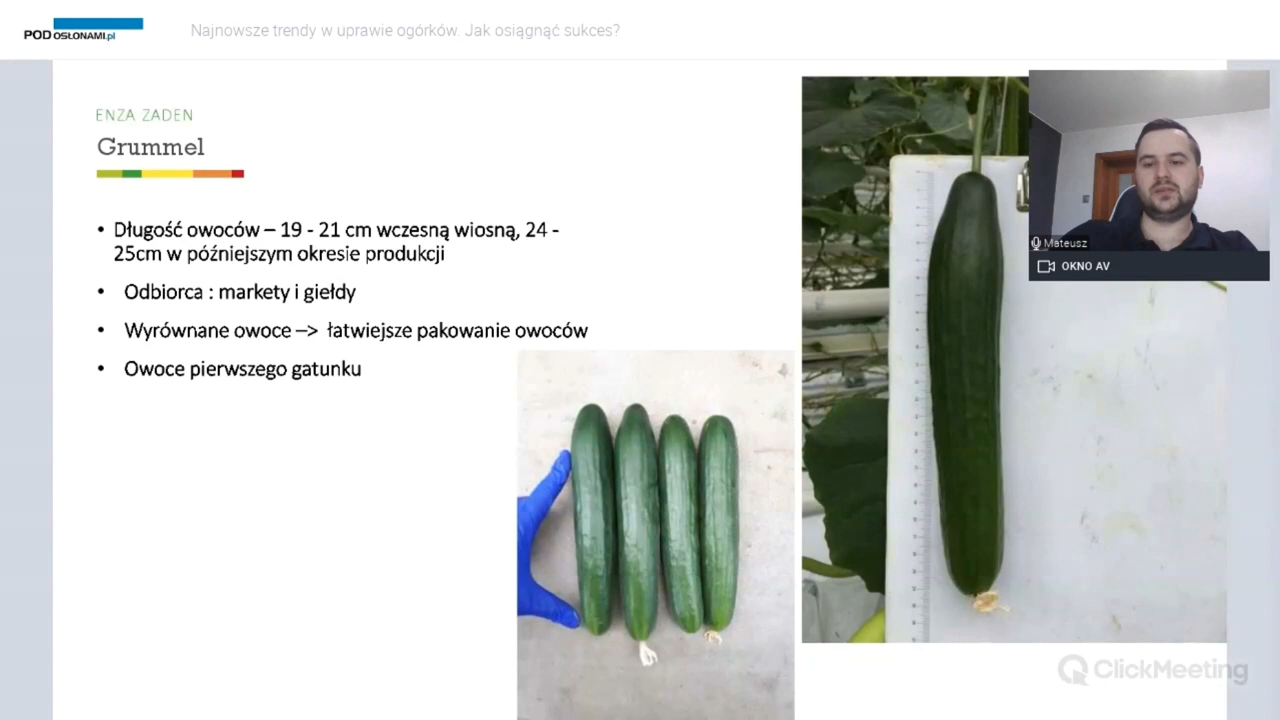 POD OSŁONAMI.pl
Najnowsze trendy w uprawie ogórków. Jak osiągnąć sukces?
ENZA ZADEN
Grummel
• Długość owoców – 19 - 21 cm wczesną wiosną, 24 -
25cm w późniejszym okresie produkcji
• Odbiorca : markety i giełdy
• Wyrównane owoce –> łatwiejsze pakowanie owoców
• Owoce pierwszego gatunku
Mateusz
OKNO AV
ClickMeeting